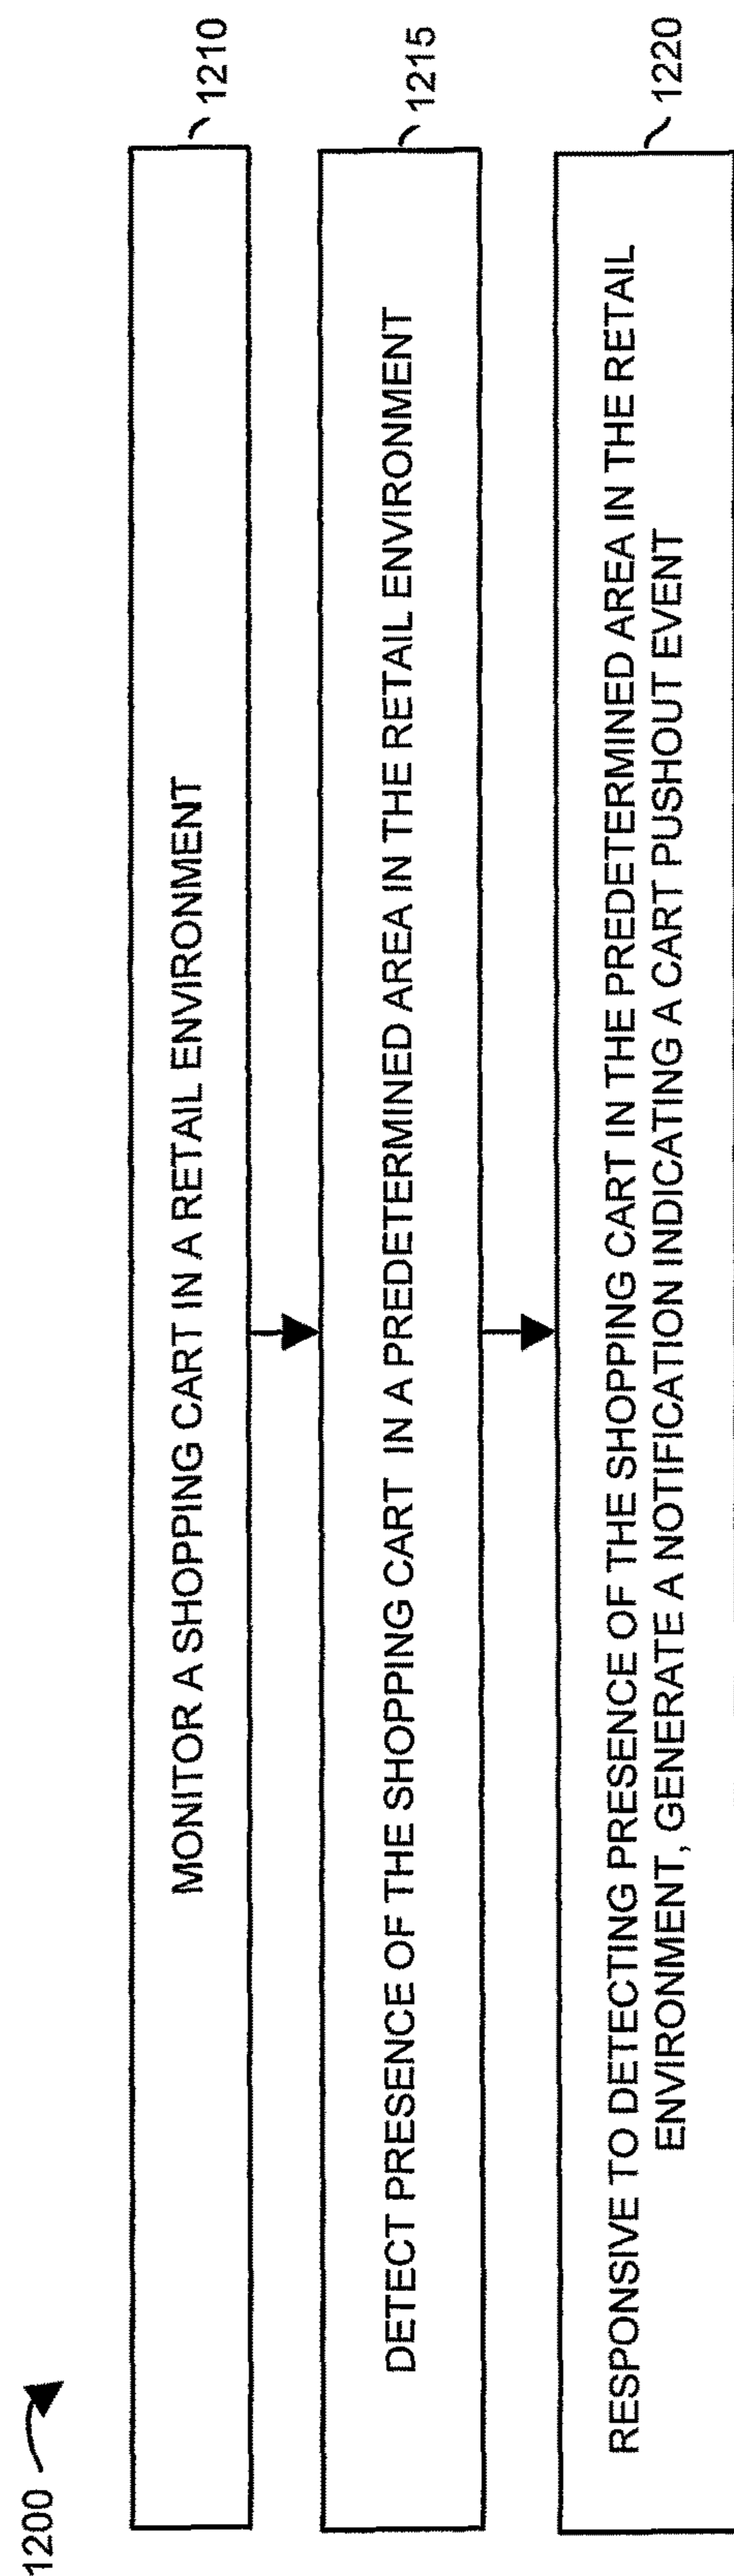 1200
MONITOR A SHOPPING CART IN A RETAIL ENVIRONMENT
1210
DETECT PRESENCE OF THE SHOPPING CART IN A PREDETERMINED AREA IN THE RETAIL ENVIRONMENT
1215
RESPONSIVE TO DETECTING PRESENCE OF THE SHOPPING CART IN THE PREDETERMINED AREA IN THE RETAIL
ENVIRONMENT, GENERATE A NOTIFICATION INDICATING A CART PUSHOUT EVENT
1220